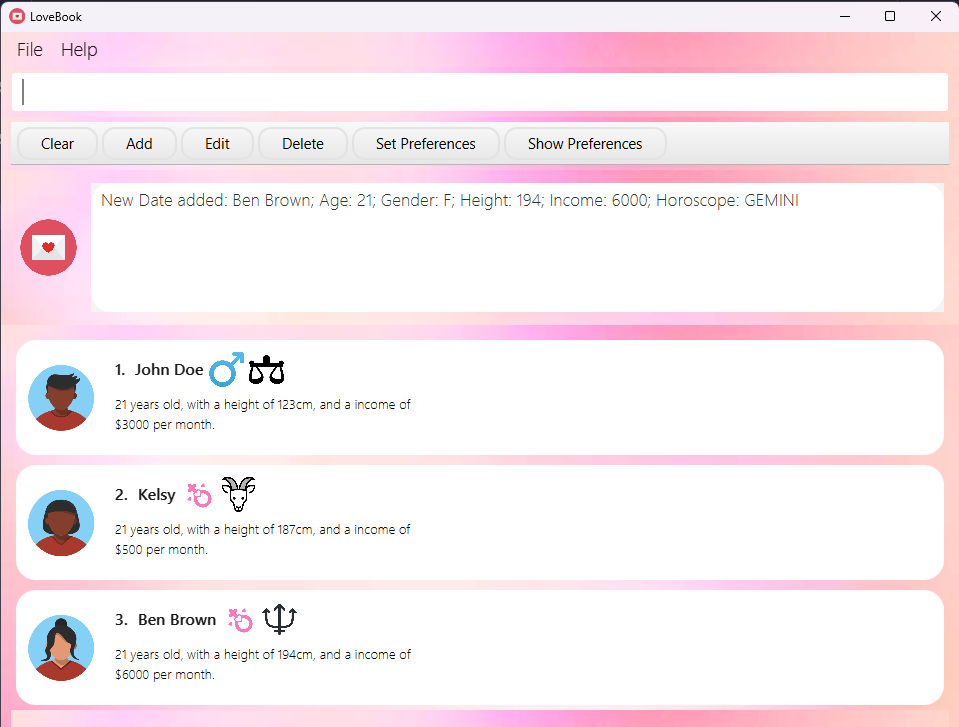 LoveBook
File Help
Clear Add Edit Delete Set Preferences Show Preferences
New Date added: Ben Brown; Age: 21; Gender: F; Height: 194; Income: 6000; Horoscope: GEMINI
1. John Doe
21 years old, with a height of 123cm, and a income of
$3000 per month.
2. Kelsy
21 years old, with a height of 187cm, and a income of
$500 per month.
3. Ben Brown
21 years old, with a height of 194cm, and a income of
$6000 per month.